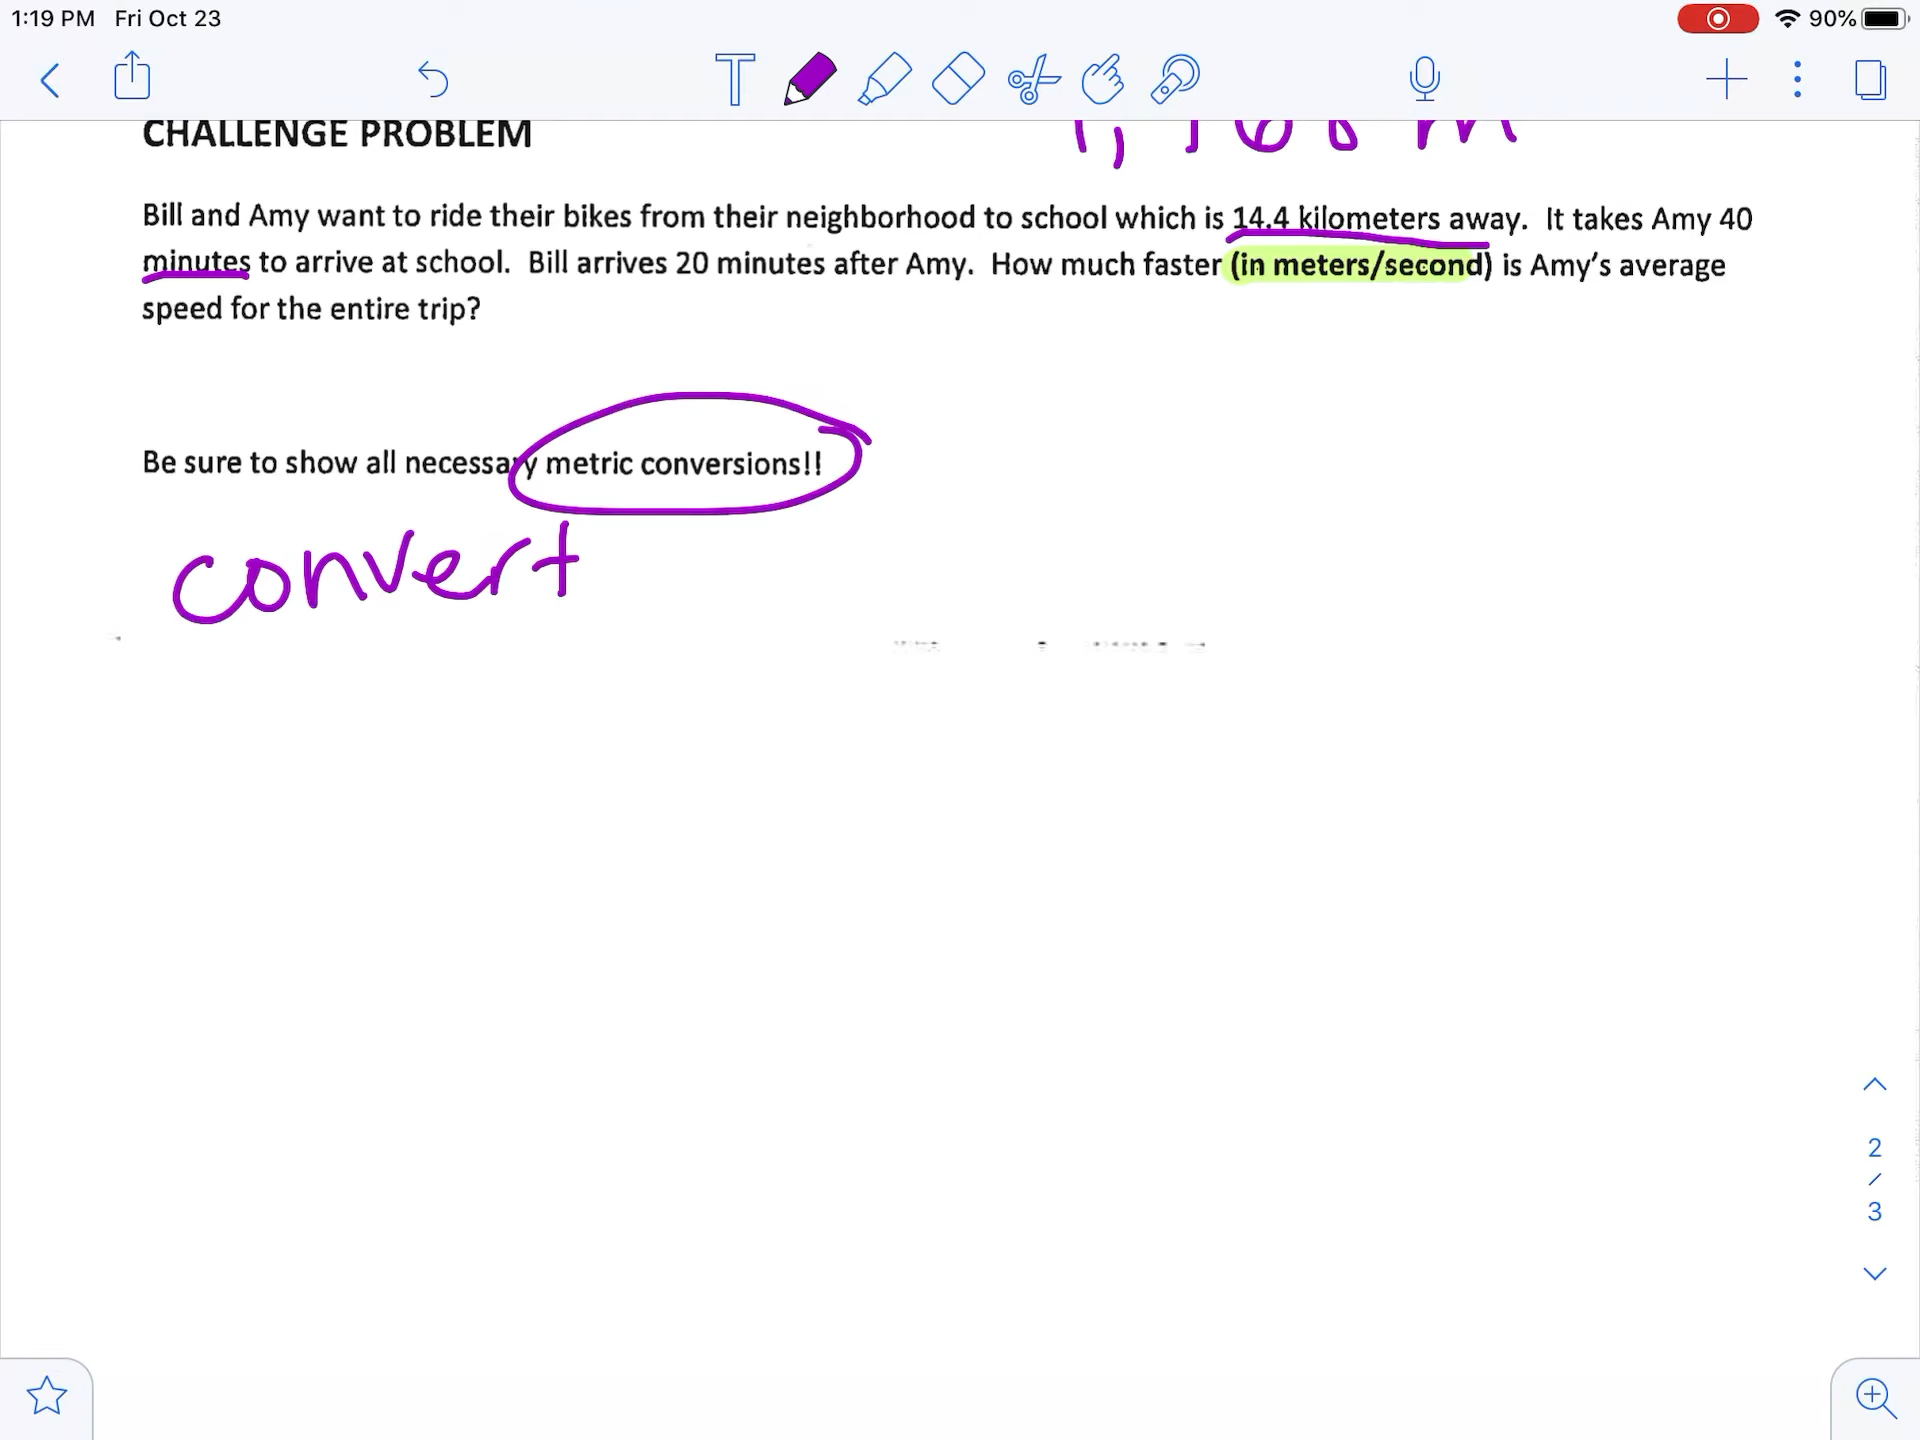 1:19 PM Fri Oct 23 90%
CHALLENGE PROBLEM
Bill and Amy want to ride their bikes from their neighborhood to school which is 14.4 kilometers away. It takes Amy 40
minutes to arrive at school. Bill arrives 20 minutes after Amy. How much faster (in meters/second) is Amy's average
speed for the entire trip?
Be sure to show all necessary metric conversions!!
convert
2
/
3